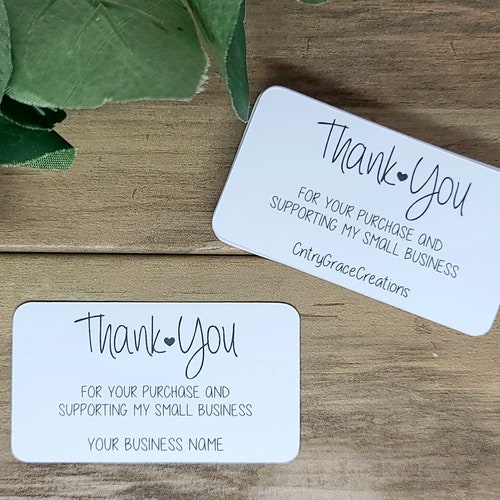 Thank♥You
FOR YOUR PURCHASE AND
SUPPORTING MY SMALL BUSINESS
CntryGraceCreations
Thank♥You
FOR YOUR PURCHASE AND
SUPPORTING MY SMALL BUSINESS
YOUR BUSINESS NAME